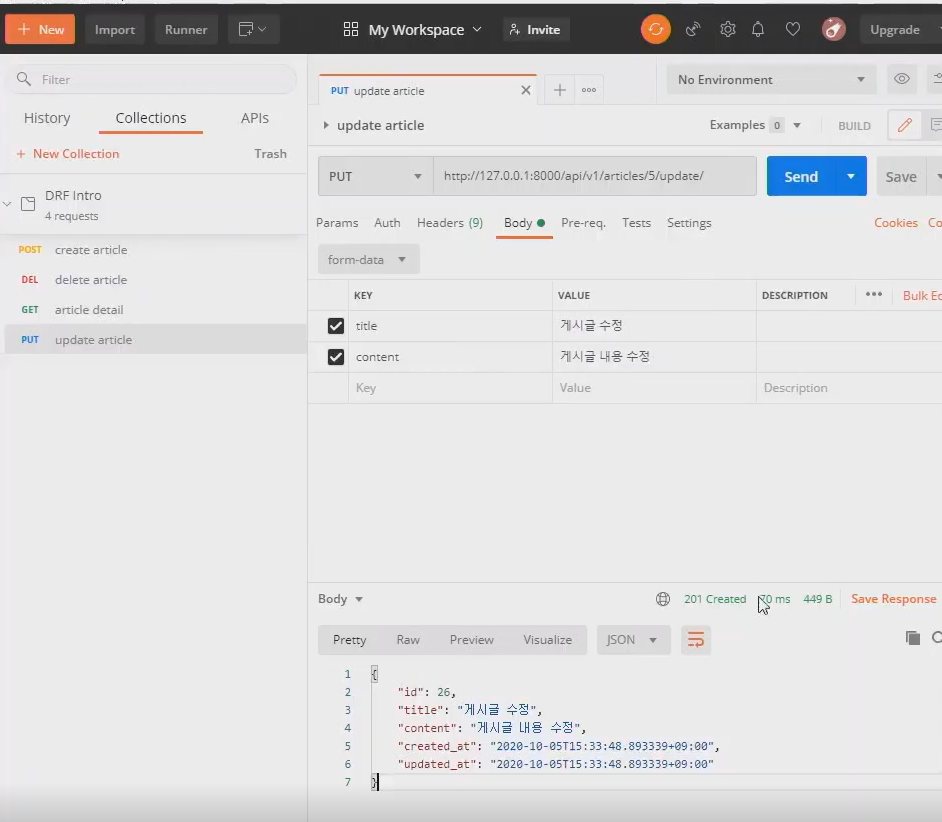 + New Import Runner My Workspace Invite Upgrade
Filter
History Collections APIs
+ New Collection Trash
DRF Intro
4 requests
POST create article
DEL delete article
GET article detail
PUT update article
PUT update article No Environment
update article Examples 0 BUILD
PUT http://127.0.0.1:8000/api/v1/articles/5/update/ Send Save
Params Auth Headers (9) Body Pre-req. Tests Settings Cookies Co
form-data
KEY VALUE DESCRIPTION ••• Bulk Ed
title 게시글 수정
content 게시글 내용 수정
Key Value Description
Body 201 Created 70 ms 449 B Save Response
Pretty Raw Preview Visualize JSON
1 {
2 "id": 26,
3 "title": "게시글 수정",
4 "content": "게시글 내용 수정",
5 "created_at": "2020-10-05T15:33:48.893339+09:00",
6 "updated_at": "2020-10-05T15:33:48.893339+09:00"
7 }